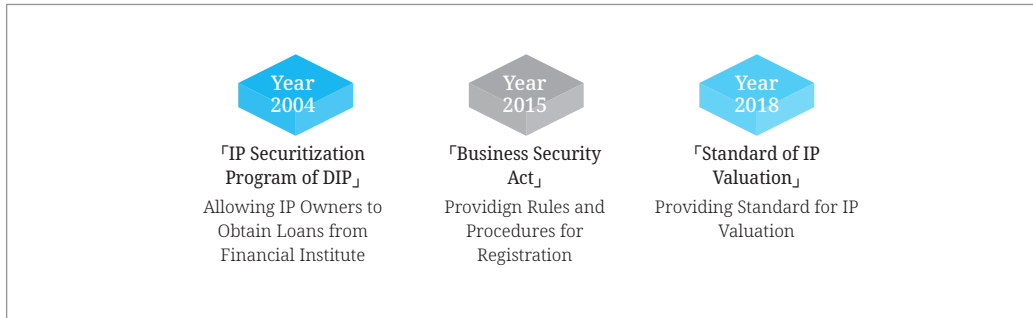 Year
2004
「IP Securitization
Program of DIP」
Allowing IP Owners to
Obtain Loans from
Financial Institute
Year
2015
「Business Security
Act」
Providign Rules and
Procedures for
Registration
Year
2018
「Standard of IP
Valuation」
Providing Standard for IP
Valuation